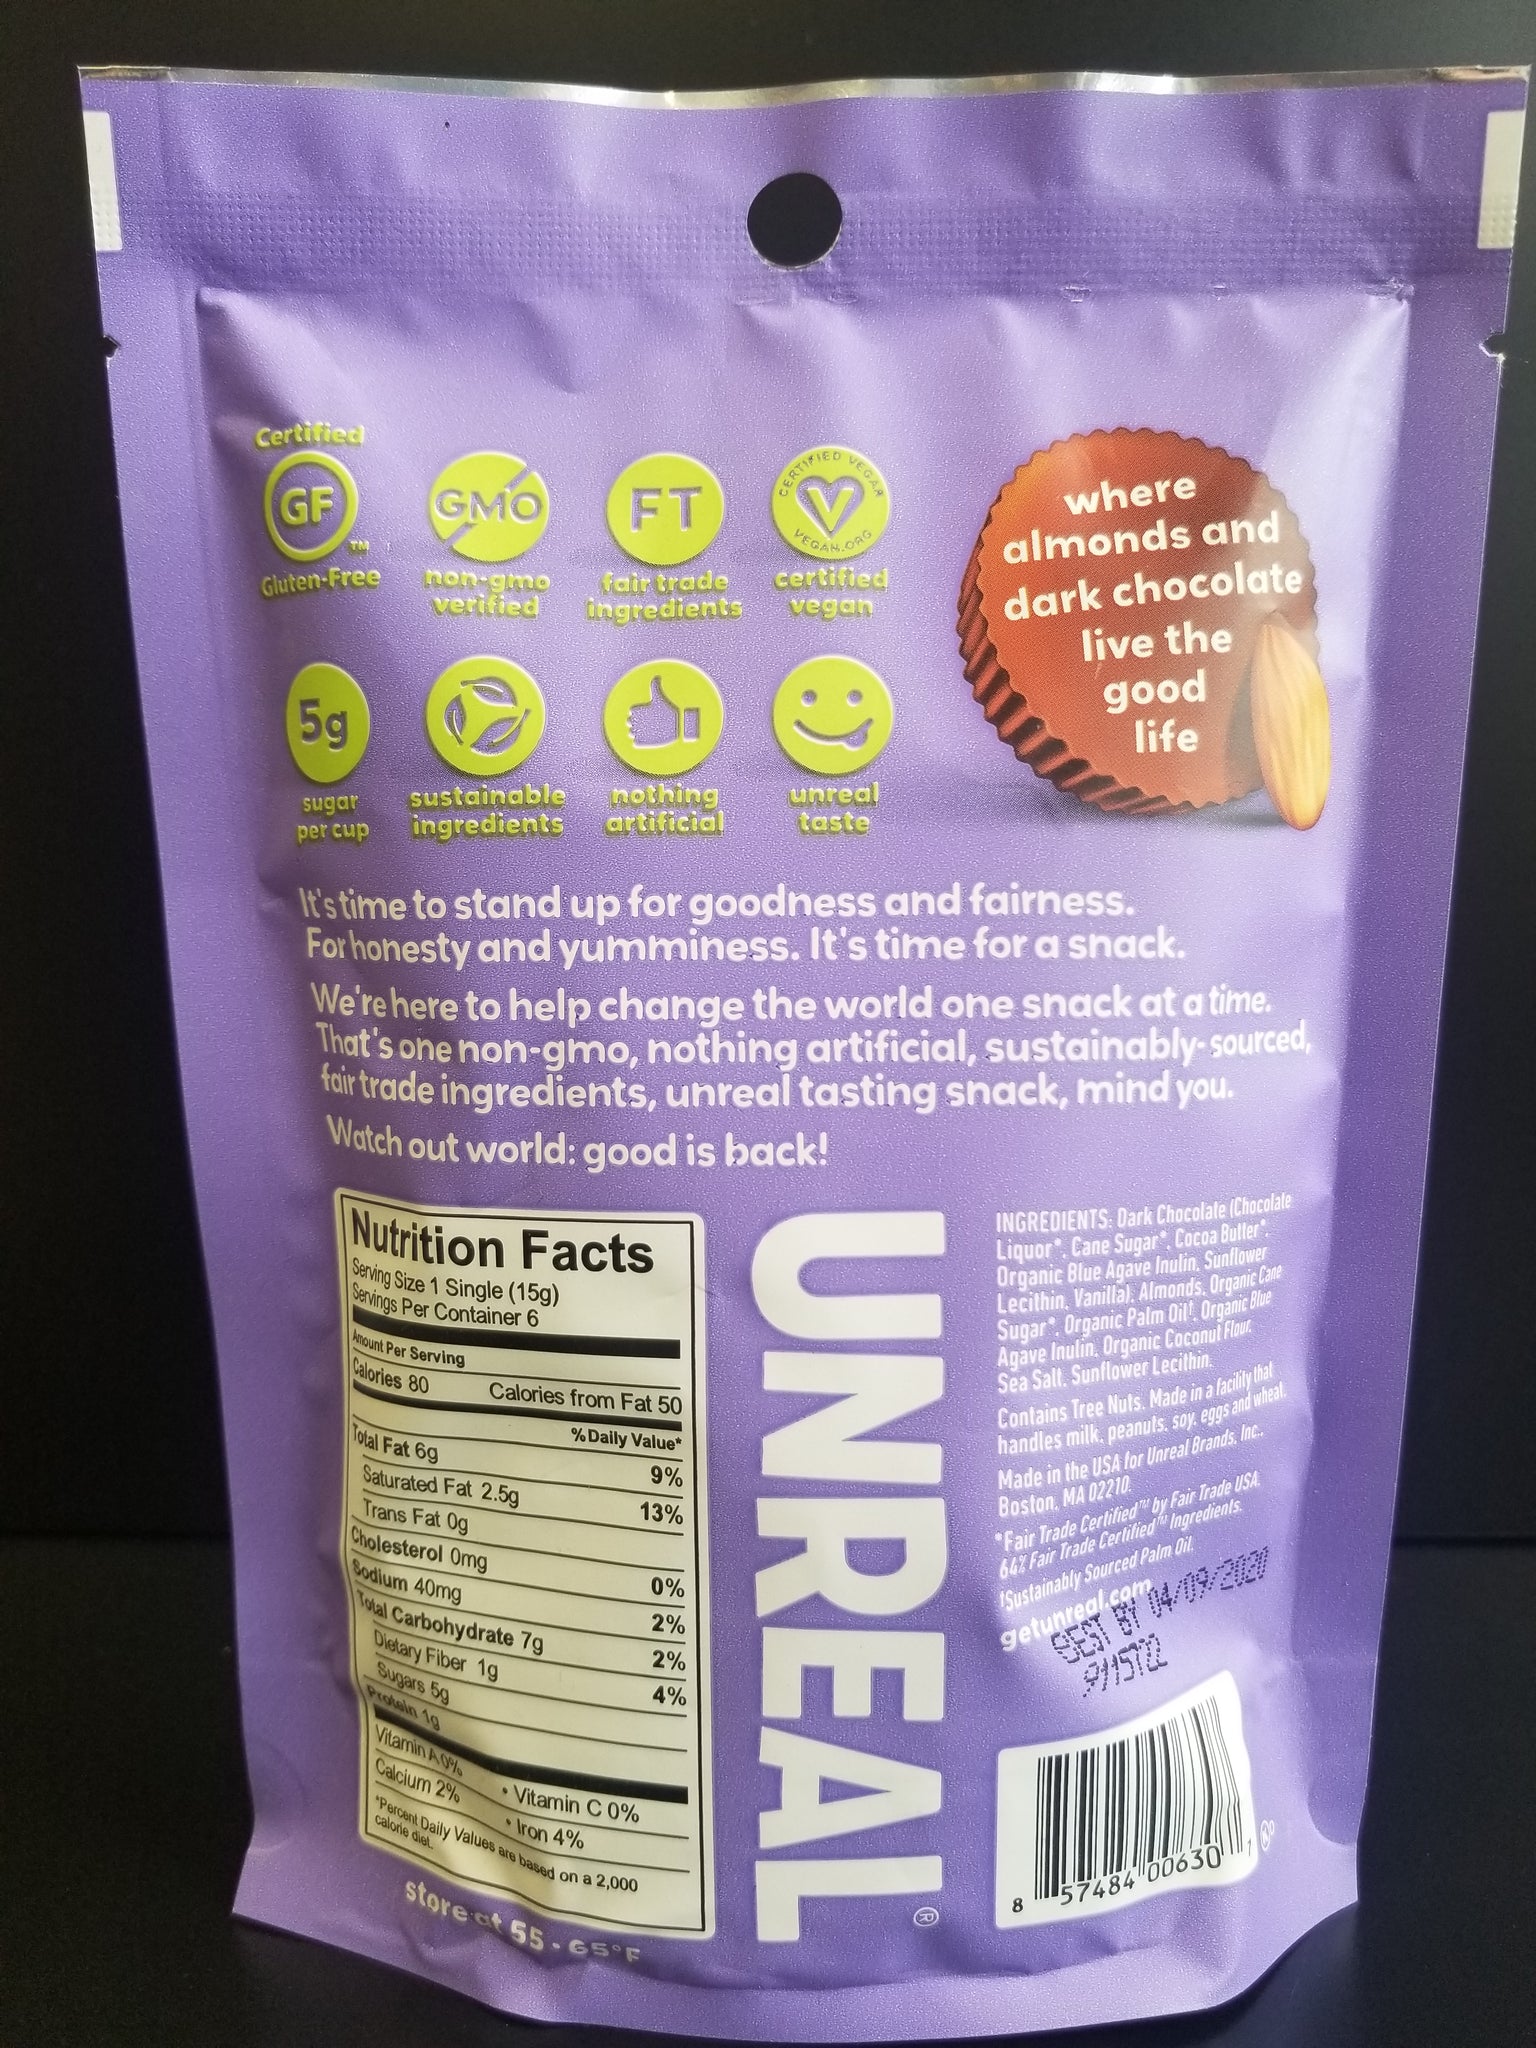 Certified
GF
TM
Gluten-Free
GMO
non-gmo
verified
FT
fair trade
ingredients
CERTIFIED VEGAN
V
VEGAN.ORG
certified
vegan
5g
sugar
per cup
sustainable
ingredients
nothing
artificial
unreal
taste
where
almonds and
dark chocolate
live the
good
life
It's time to stand up for goodness and fairness.
For honesty and yumminess. It's time for a snack.
We're here to help change the world one snack at a time.
That's one non-gmo, nothing artificial, sustainably-sourced,
fair trade ingredients, unreal tasting snack, mind you.
Watch out world: good is back!
Nutrition Facts
Serving Size 1 Single (15g)
Servings Per Container 6
Amount Per Serving
Calories 80 Calories from Fat 50
% Daily Value*
Total Fat 6g 9%
Saturated Fat 2.5g 13%
Trans Fat 0g
Cholesterol 0mg 0%
Sodium 40mg 2%
Total Carbohydrate 7g 2%
Dietary Fiber 1g 4%
Sugars 5g
Protein 1g
Vitamin A 0% • Vitamin C 0%
Calcium 2% • Iron 4%
*Percent Daily Values are based on a 2,000
calorie diet.
store at 55 - 65°F
UNREAL®
INGREDIENTS: Dark Chocolate (Chocolate
Liquor*, Cane Sugar*, Cocoa Butter*,
Organic Blue Agave Inulin, Sunflower
Lecithin, Vanilla), Almonds, Organic Cane
Sugar*, Organic Palm Oil†, Organic Blue
Agave Inulin, Organic Coconut Flour,
Sea Salt, Sunflower Lecithin.
Contains Tree Nuts. Made in a facility that
handles milk, peanuts, soy, eggs and wheat.
Made in the USA for Unreal Brands, Inc.,
Boston, MA 02210.
*Fair Trade Certified™ by Fair Trade USA.
64% Fair Trade Certified™ Ingredients.
†Sustainably Sourced Palm Oil.
getunreal.com
BEST BY 04/09/2020
9115722
8 57484 00630 1
K D